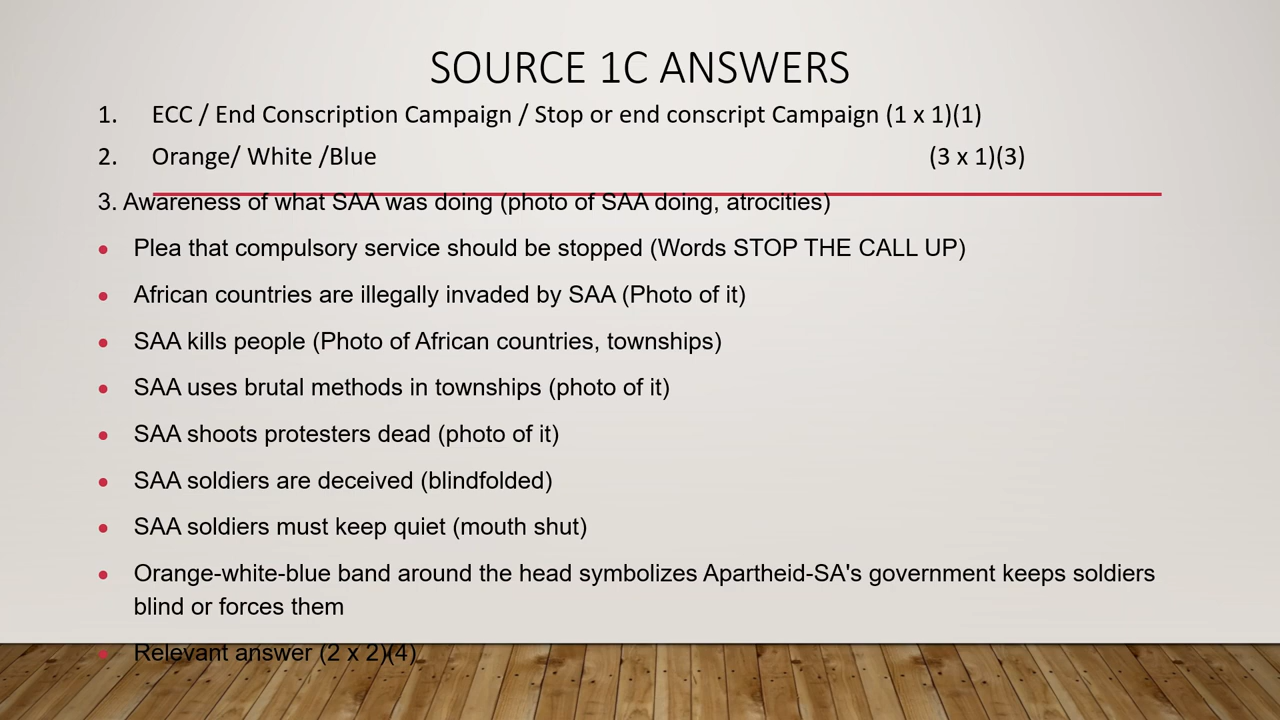 SOURCE 1C ANSWERS
1. ECC / End Conscription Campaign / Stop or end conscript Campaign (1 x 1)(1)
2. Orange/ White /Blue (3 x 1)(3)
3. Awareness of what SAA was doing (photo of SAA doing, atrocities)
• Plea that compulsory service should be stopped (Words STOP THE CALL UP)
• African countries are illegally invaded by SAA (Photo of it)
• SAA kills people (Photo of African countries, townships)
• SAA uses brutal methods in townships (photo of it)
• SAA shoots protesters dead (photo of it)
• SAA soldiers are deceived (blindfolded)
• SAA soldiers must keep quiet (mouth shut)
• Orange-white-blue band around the head symbolizes Apartheid-SA's government keeps soldiers
blind or forces them
• Relevant answer (2 x 2)(4)